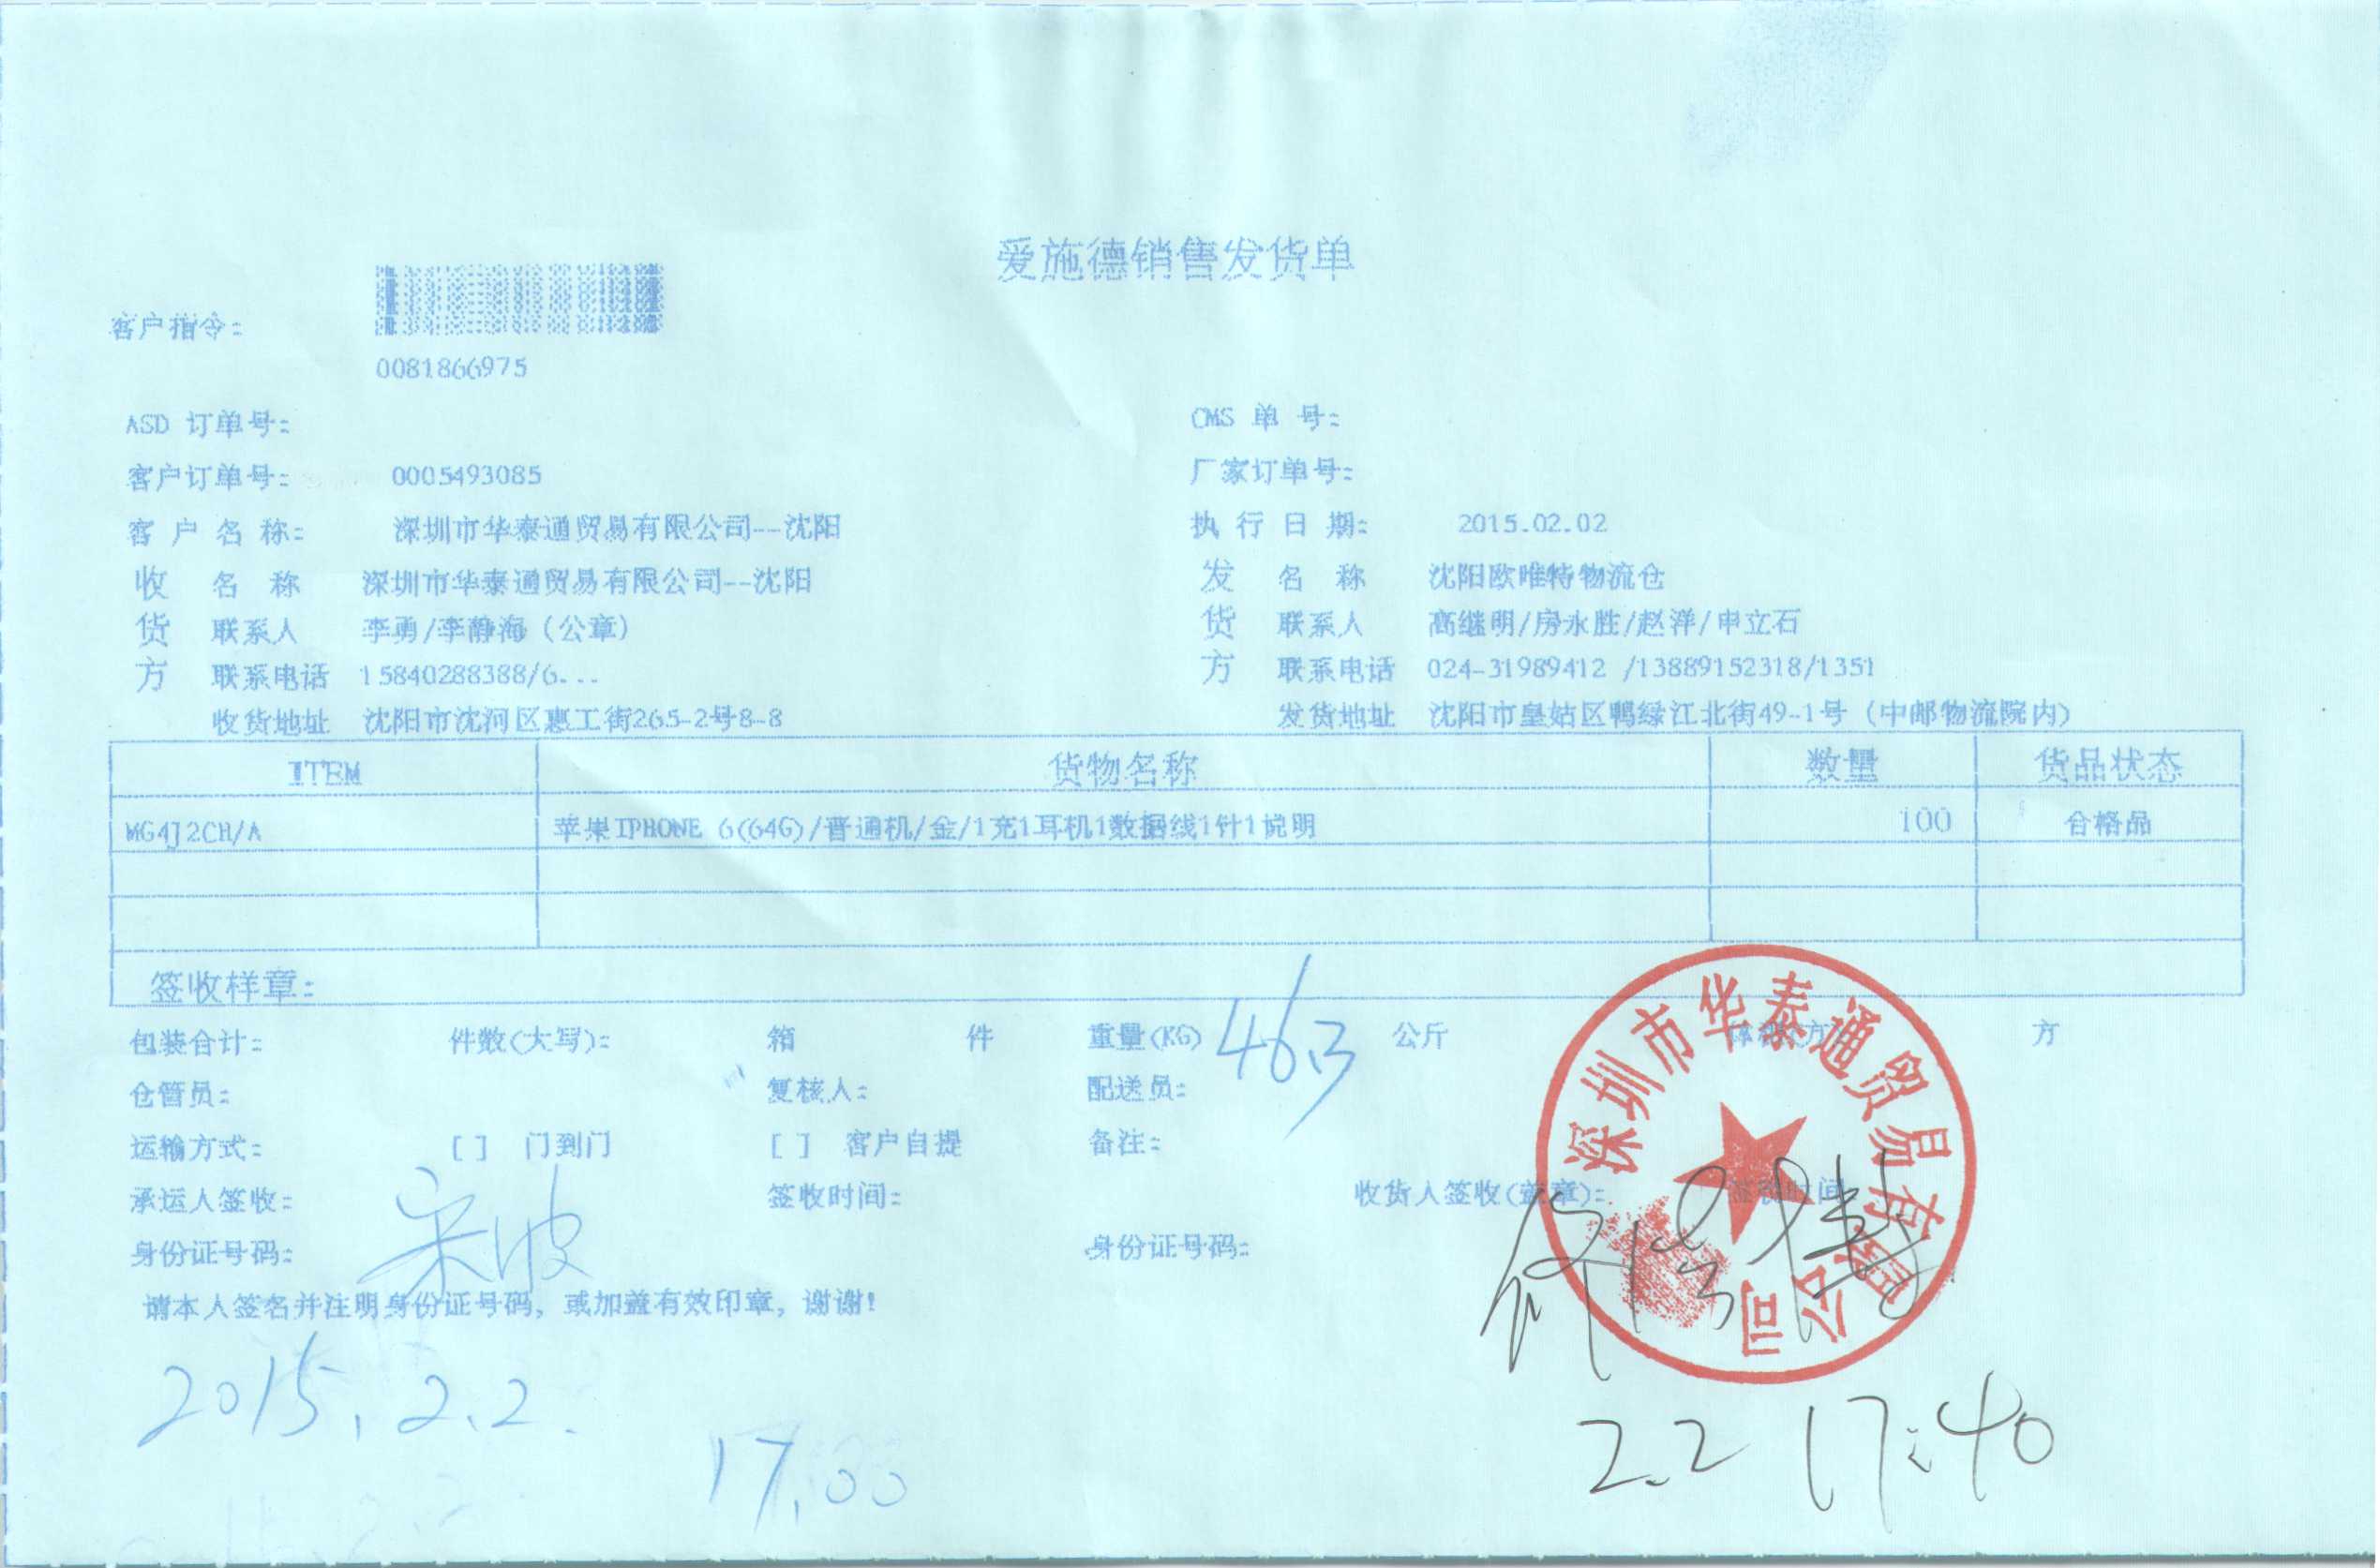 爱施德销售发货单
客户指令:
0081866975
ASD 订单号:
CMS 单 号:
客户订单号: 0005493085
厂家订单号:
客 户 名 称: 深圳市华泰通贸易有限公司--沈阳
执 行 日 期: 2015.02.02
收货方
名 称 深圳市华泰通贸易有限公司--沈阳
联系人 李勇/李静海（公章）
联系电话 15840288388/6...
收货地址 沈阳市沈河区惠工街265-2号8-8
发货方
名 称 沈阳欧唯特物流仓
联系人 高继明/房永胜/赵洋/申立石
联系电话 024-31989412 /13889152318/1351
发货地址 沈阳市皇姑区鸭绿江北街49-1号（中邮物流院内）
ITEM 货物名称 数量 货品状态
MG4J2CH/A 苹果IPHONE 6(64G)/普通机/金/1充1耳机1数据线1针1说明 100 合格品
签收样章:
包装合计: 件数(大写): 箱 件 重量(KG) 公斤 体积(方) 方
仓管员: 复核人: 配送员:
运输方式: [ ] 门到门 [ ] 客户自提 备注:
承运人签收: 宋波 签收时间: 收货人签收(盖章): 签收时间
身份证号码: 身份证号码:
请本人签名并注明身份证号码，或加盖有效印章，谢谢!
深圳市华泰通贸易有限公司
2015.2.2.
17:00
2.2 17:40